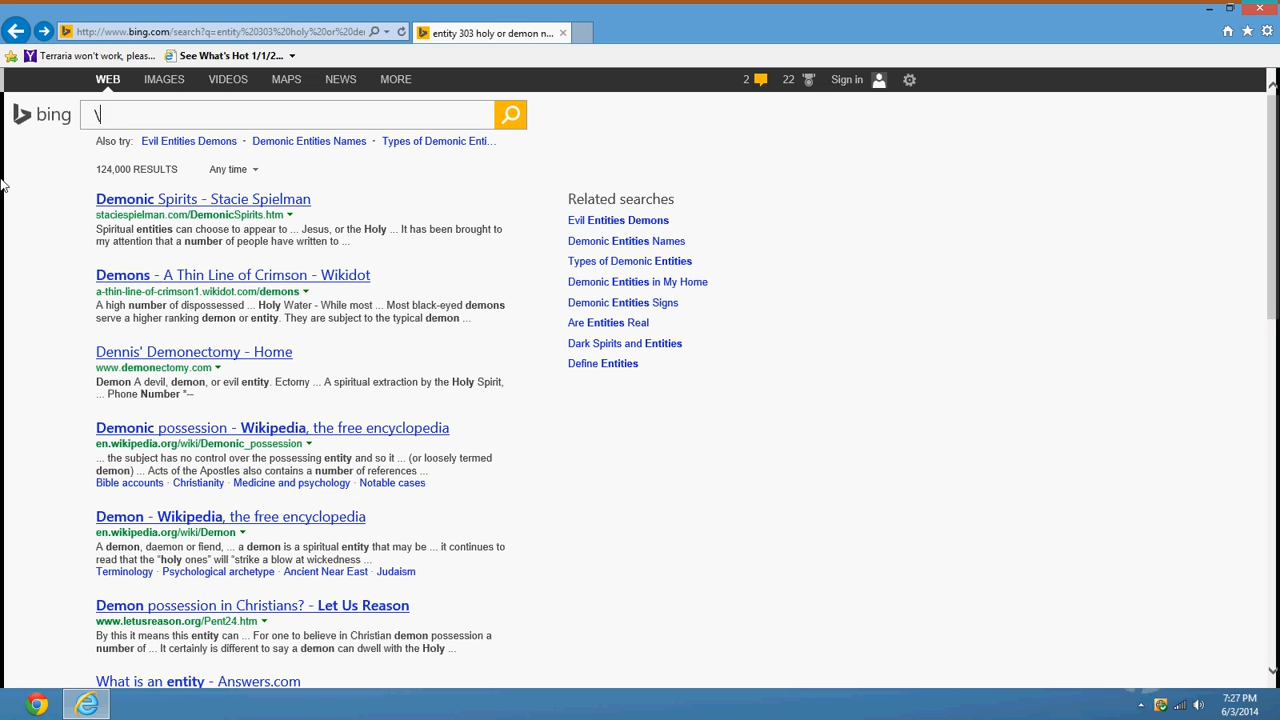 http://www.bing.com/search?q=entity%20303%20holy%20or%20de
entity 303 holy or demon n...
Terraria won't work, pleas...
See What's Hot 1/1/2...
WEB IMAGES VIDEOS MAPS NEWS MORE
2 22 Sign in
bing \
Also try: Evil Entities Demons · Demonic Entities Names · Types of Demonic Enti...
124,000 RESULTS Any time
Demonic Spirits - Stacie Spielman
staciespielman.com/DemonicSpirits.htm
Spiritual entities can choose to appear to ... Jesus, or the Holy ... It has been brought to
my attention that a number of people have written to ...
Demons - A Thin Line of Crimson - Wikidot
a-thin-line-of-crimson1.wikidot.com/demons
A high number of dispossessed ... Holy Water - While most ... Most black-eyed demons
serve a higher ranking demon or entity. They are subject to the typical demon ...
Dennis' Demonectomy - Home
www.demonectomy.com
Demon A devil, demon, or evil entity. Ectomy ... A spiritual extraction by the Holy Spirit,
... Phone Number *--
Demonic possession - Wikipedia, the free encyclopedia
en.wikipedia.org/wiki/Demonic_possession
... the subject has no control over the possessing entity and so it ... (or loosely termed
demon) ... Acts of the Apostles also contains a number of references ...
Bible accounts · Christianity · Medicine and psychology · Notable cases
Demon - Wikipedia, the free encyclopedia
en.wikipedia.org/wiki/Demon
A demon, daemon or fiend, ... a demon is a spiritual entity that may be ... it continues to
read that the “holy ones” will “strike a blow at wickedness ...
Terminology · Psychological archetype · Ancient Near East · Judaism
Demon possession in Christians? - Let Us Reason
www.letusreason.org/Pent24.htm
By this it means this entity can ... For one to believe in Christian demon possession a
number of ... It certainly is different to say a demon can dwell with the Holy ...
What is an entity - Answers.com
Related searches
Evil Entities Demons
Demonic Entities Names
Types of Demonic Entities
Demonic Entities in My Home
Demonic Entities Signs
Are Entities Real
Dark Spirits and Entities
Define Entities
7:27 PM
6/3/2014